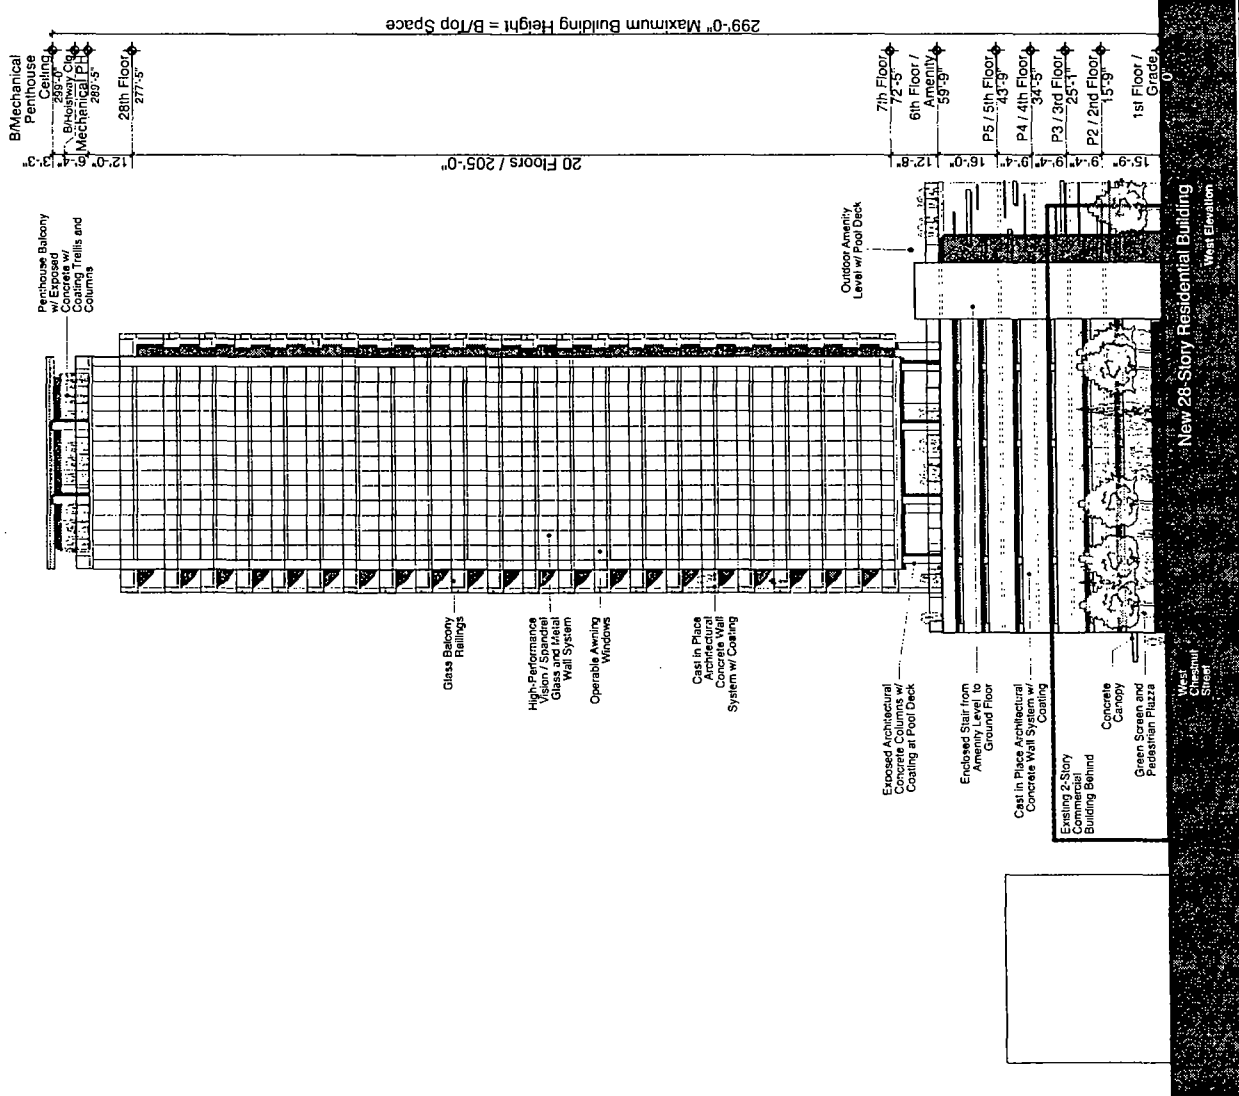 299'-0" Maximum Building Height = B/Top Space
B/Mechanical
Penthouse
Ceiling
299'-0"
B/Hoistway Clg
Mechanical PH
289'-5"
28th Floor
277'-5"
7th Floor
72'-5"
6th Floor /
Amenity
59'-9"
P5 / 5th Floor
43'-9"
P4 / 4th Floor
34'-5"
P3 / 3rd Floor
25'-1"
P2 / 2nd Floor
15'-9"
1st Floor /
Grade
0"
3'-3"
6'-4"
12'-0"
20 Floors / 205'-0"
12'-8"
16'-0"
9'-4"
9'-4"
9'-4"
15'-9"
Penthouse Balcony
w/ Exposed
Concrete w/
Coating Trellis and
Columns
Outdoor Amenity
Level w/ Pool Deck
Glass Balcony
Railings
High-Performance
Vision / Spandrel
Glass and Metal
Wall System
Operable Awning
Windows
Cast in Place
Architectural
Concrete Wall
System w/ Coating
Exposed Architectural
Concrete Columns w/
Coating at Pool Deck
Enclosed Stair from
Amenity Level to
Ground Floor
Cast in Place Architectural
Concrete Wall System w/
Coating
Existing 2-Story
Commercial
Building Behind
Concrete
Canopy
Green Screen and
Pedestrian Plazza
West
Chestnut
Street
New 28-Story Residential Building
West Elevation